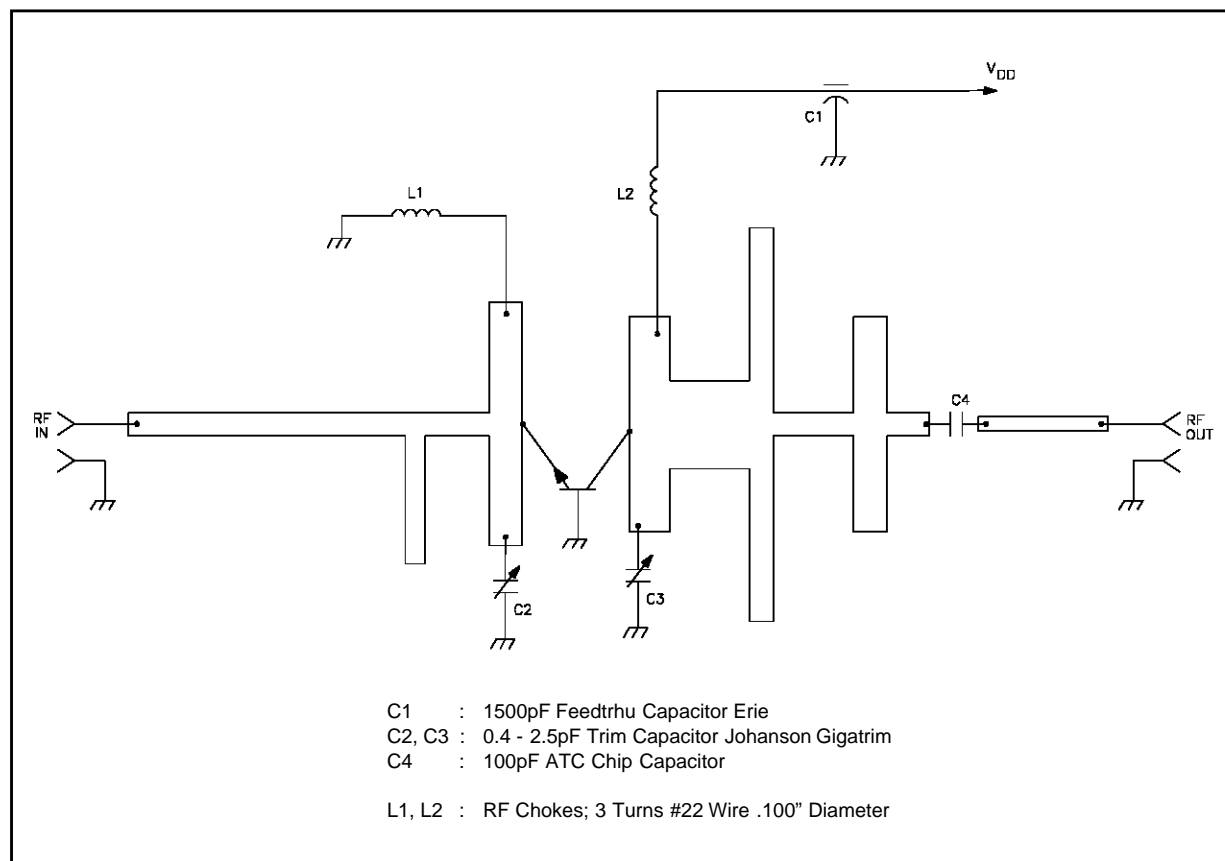 V_DD
C1
L1
L2
RF
IN
C4
RF
OUT
C2
C3
C1 : 1500pF Feedtrhu Capacitor Erie
C2, C3 : 0.4 - 2.5pF Trim Capacitor Johanson Gigatrim
C4 : 100pF ATC Chip Capacitor
L1, L2 : RF Chokes; 3 Turns #22 Wire .100” Diameter